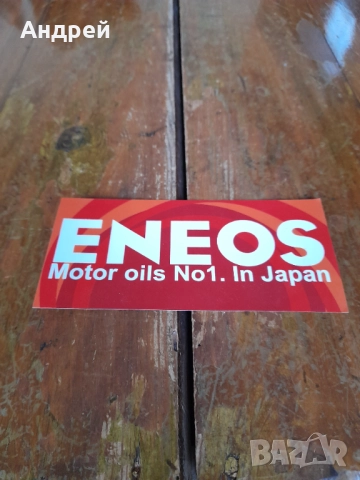 Андрей
ENEOS
Motor oils No1. In Japan
BAZAR